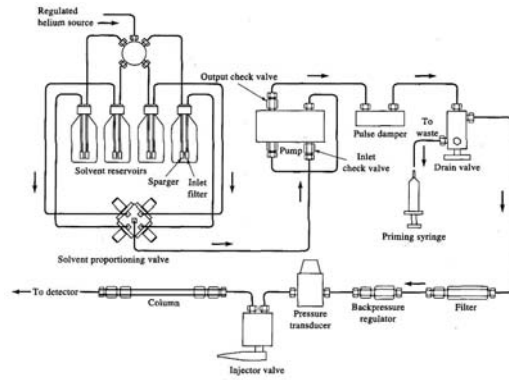 Regulated
helium source
Output check valve
To
waste
Pulse damper
Pump
Inlet
check valve
Drain valve
Solvent reservoirs
Sparger
Inlet
filter
Priming syringe
Solvent proportioning valve
To detector
Column
Pressure
transducer
Backpressure
regulator
Filter
Injector valve